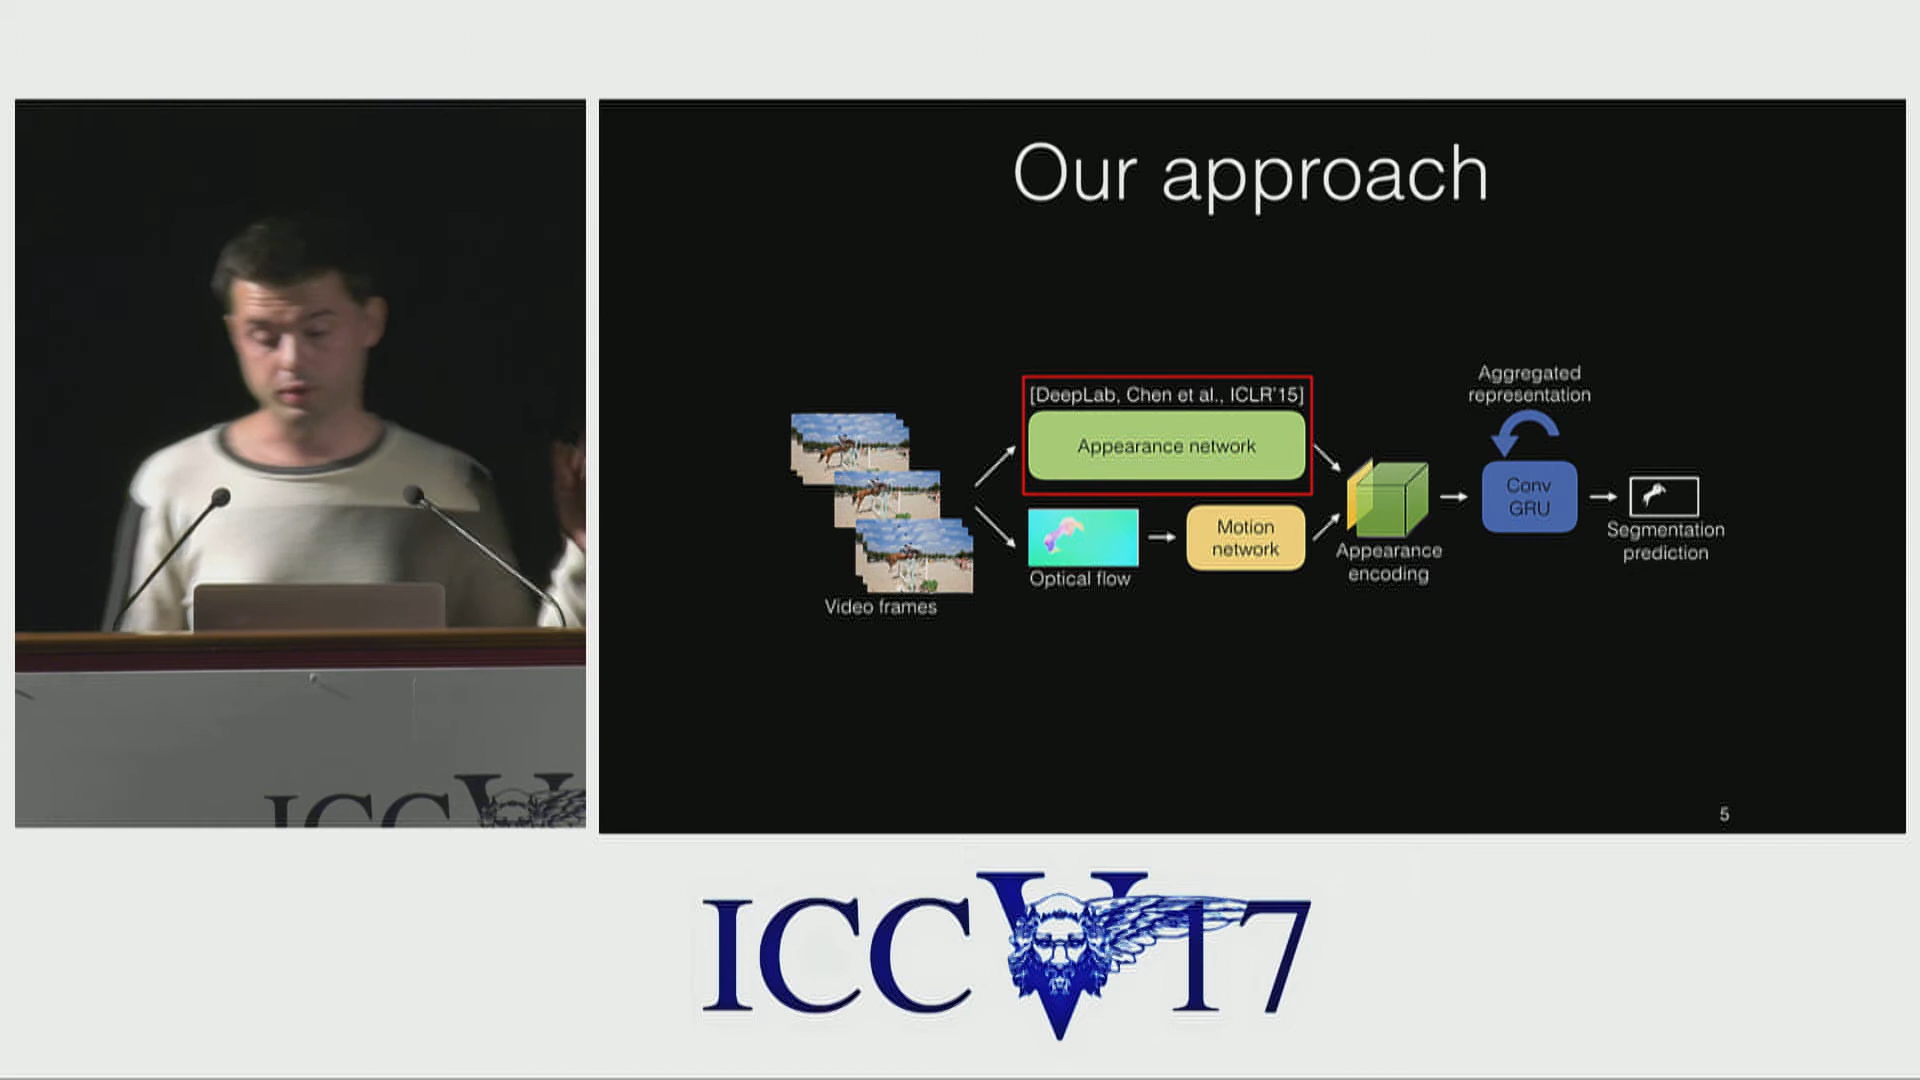 Our approach
[DeepLab, Chen et al., ICLR'15]
Appearance network
Aggregated
representation
Conv
GRU
Motion
network
Optical flow
Video frames
Appearance
encoding
Segmentation
prediction
5
ICCV
ICCV17